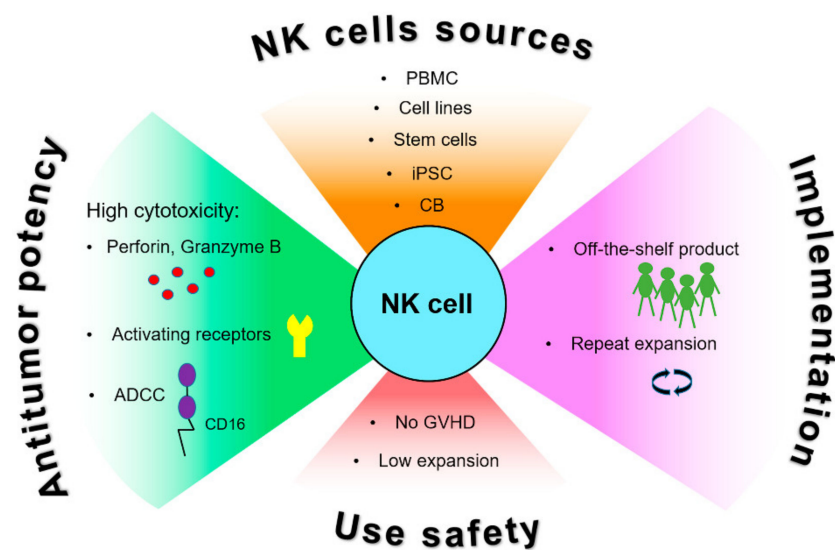 NK cells sources
• PBMC
• Cell lines
• Stem cells
• iPSC
• CB
Antitumor potency
High cytotoxicity:
• Perforin, Granzyme B
• Activating receptors
• ADCC
CD16
NK cell
Implementation
• Off-the-shelf product
• Repeat expansion
• No GVHD
• Low expansion
Use safety